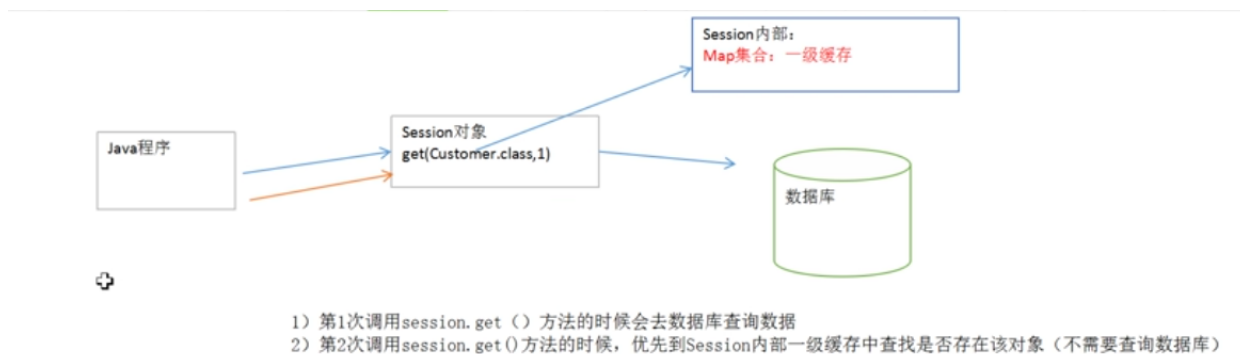 Session内部:
Map集合: 一级缓存
Java程序
Session对象
get(Customer.class,1)
数据库
1) 第1次调用session.get () 方法的时候会去数据库查询数据
2) 第2次调用session.get()方法的时候, 优先到Session内部一级缓存中查找是否存在该对象 (不需要查询数据库)